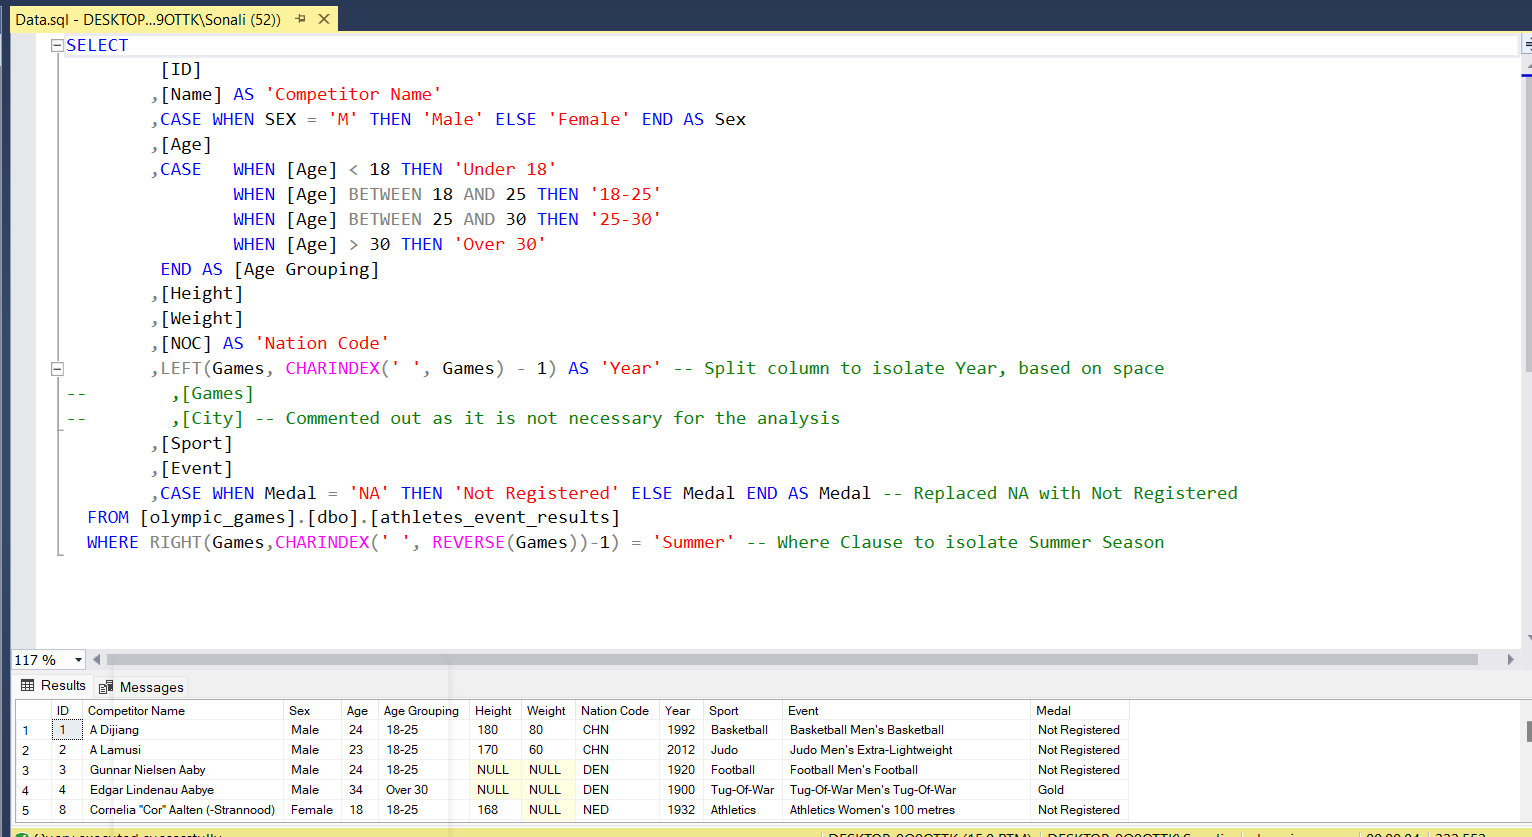 Data.sql - DESKTOP...9OTTK\Sonali (52))
SELECT
[ID]
,[Name] AS 'Competitor Name'
,CASE WHEN SEX = 'M' THEN 'Male' ELSE 'Female' END AS Sex
,[Age]
,CASE WHEN [Age] < 18 THEN 'Under 18'
WHEN [Age] BETWEEN 18 AND 25 THEN '18-25'
WHEN [Age] BETWEEN 25 AND 30 THEN '25-30'
WHEN [Age] > 30 THEN 'Over 30'
END AS [Age Grouping]
,[Height]
,[Weight]
,[NOC] AS 'Nation Code'
,LEFT(Games, CHARINDEX(' ', Games) - 1) AS 'Year' -- Split column to isolate Year, based on space
-- ,[Games]
-- ,[City] -- Commented out as it is not necessary for the analysis
,[Sport]
,[Event]
,CASE WHEN Medal = 'NA' THEN 'Not Registered' ELSE Medal END AS Medal -- Replaced NA with Not Registered
FROM [olympic_games].[dbo].[athletes_event_results]
WHERE RIGHT(Games,CHARINDEX(' ', REVERSE(Games))-1) = 'Summer' -- Where Clause to isolate Summer Season
117 %
Results Messages
ID Competitor Name Sex Age Age Grouping Height Weight Nation Code Year Sport Event Medal
1 1 A Dijiang Male 24 18-25 180 80 CHN 1992 Basketball Basketball Men's Basketball Not Registered
2 2 A Lamusi Male 23 18-25 170 60 CHN 2012 Judo Judo Men's Extra-Lightweight Not Registered
3 3 Gunnar Nielsen Aaby Male 24 18-25 NULL NULL DEN 1920 Football Football Men's Football Not Registered
4 4 Edgar Lindenau Aabye Male 34 Over 30 NULL NULL DEN 1900 Tug-Of-War Tug-Of-War Men's Tug-Of-War Gold
5 8 Cornelia "Cor" Aalten (-Strannood) Female 18 18-25 168 NULL NED 1932 Athletics Athletics Women's 100 metres Not Registered